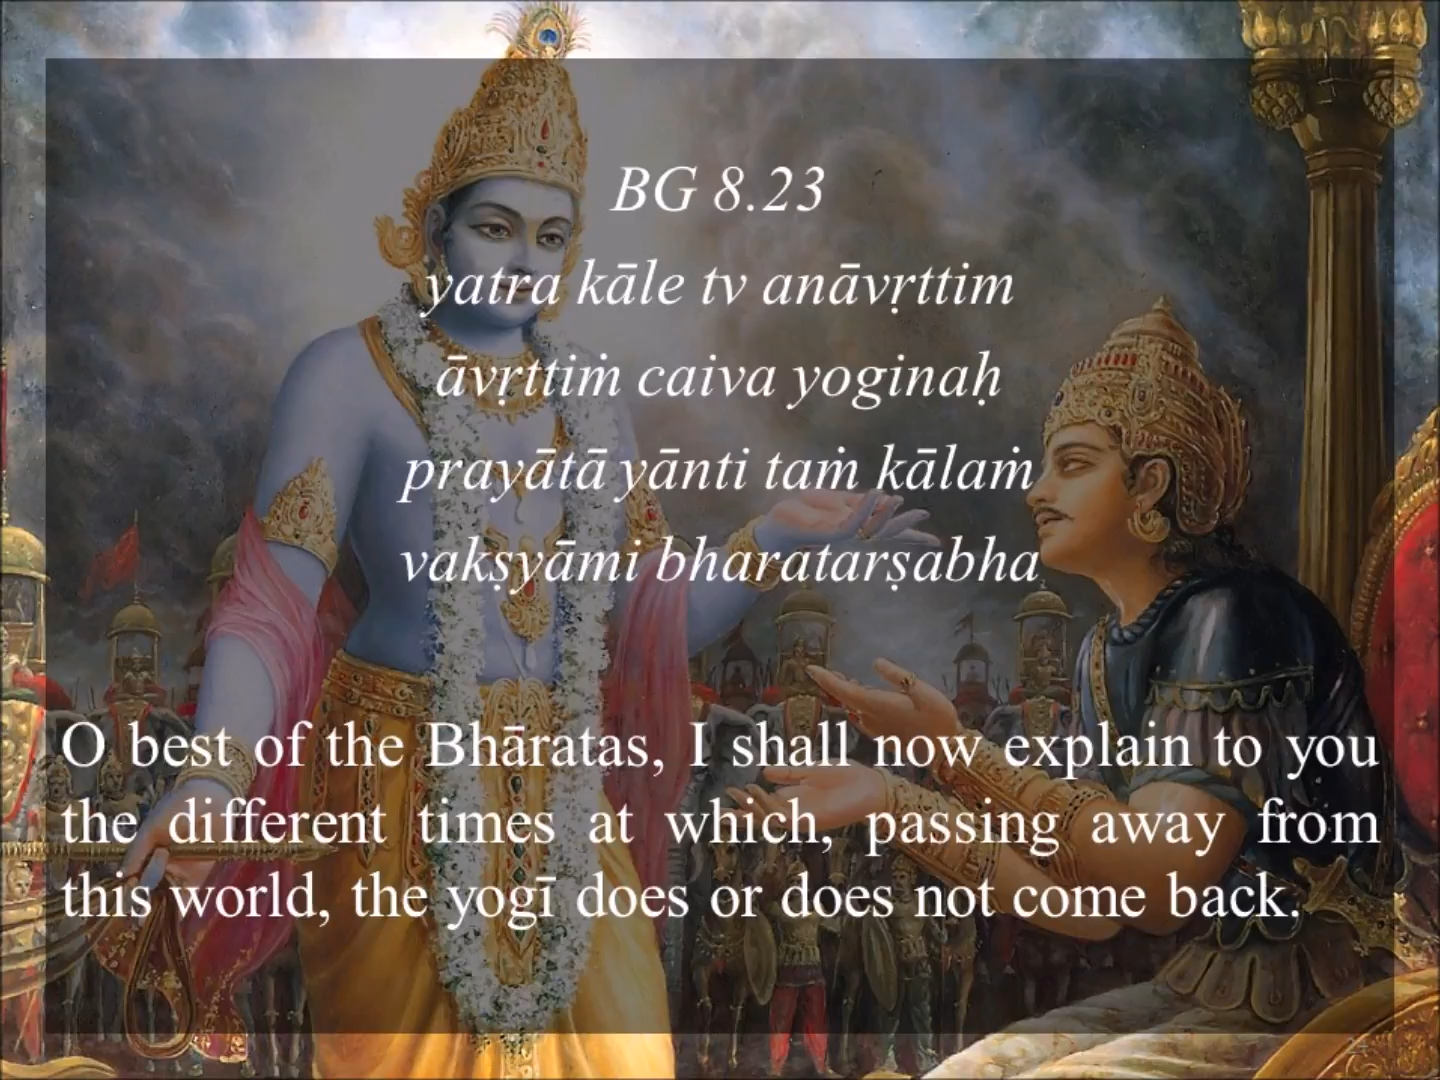 BG 8.23
yatra kāle tv anāvṛttim
āvṛttiṁ caiva yoginaḥ
prayātā yānti taṁ kālaṁ
vakṣyāmi bharatarṣabha
O best of the Bhāratas, I shall now explain to you
the different times at which, passing away from
this world, the yogī does or does not come back.